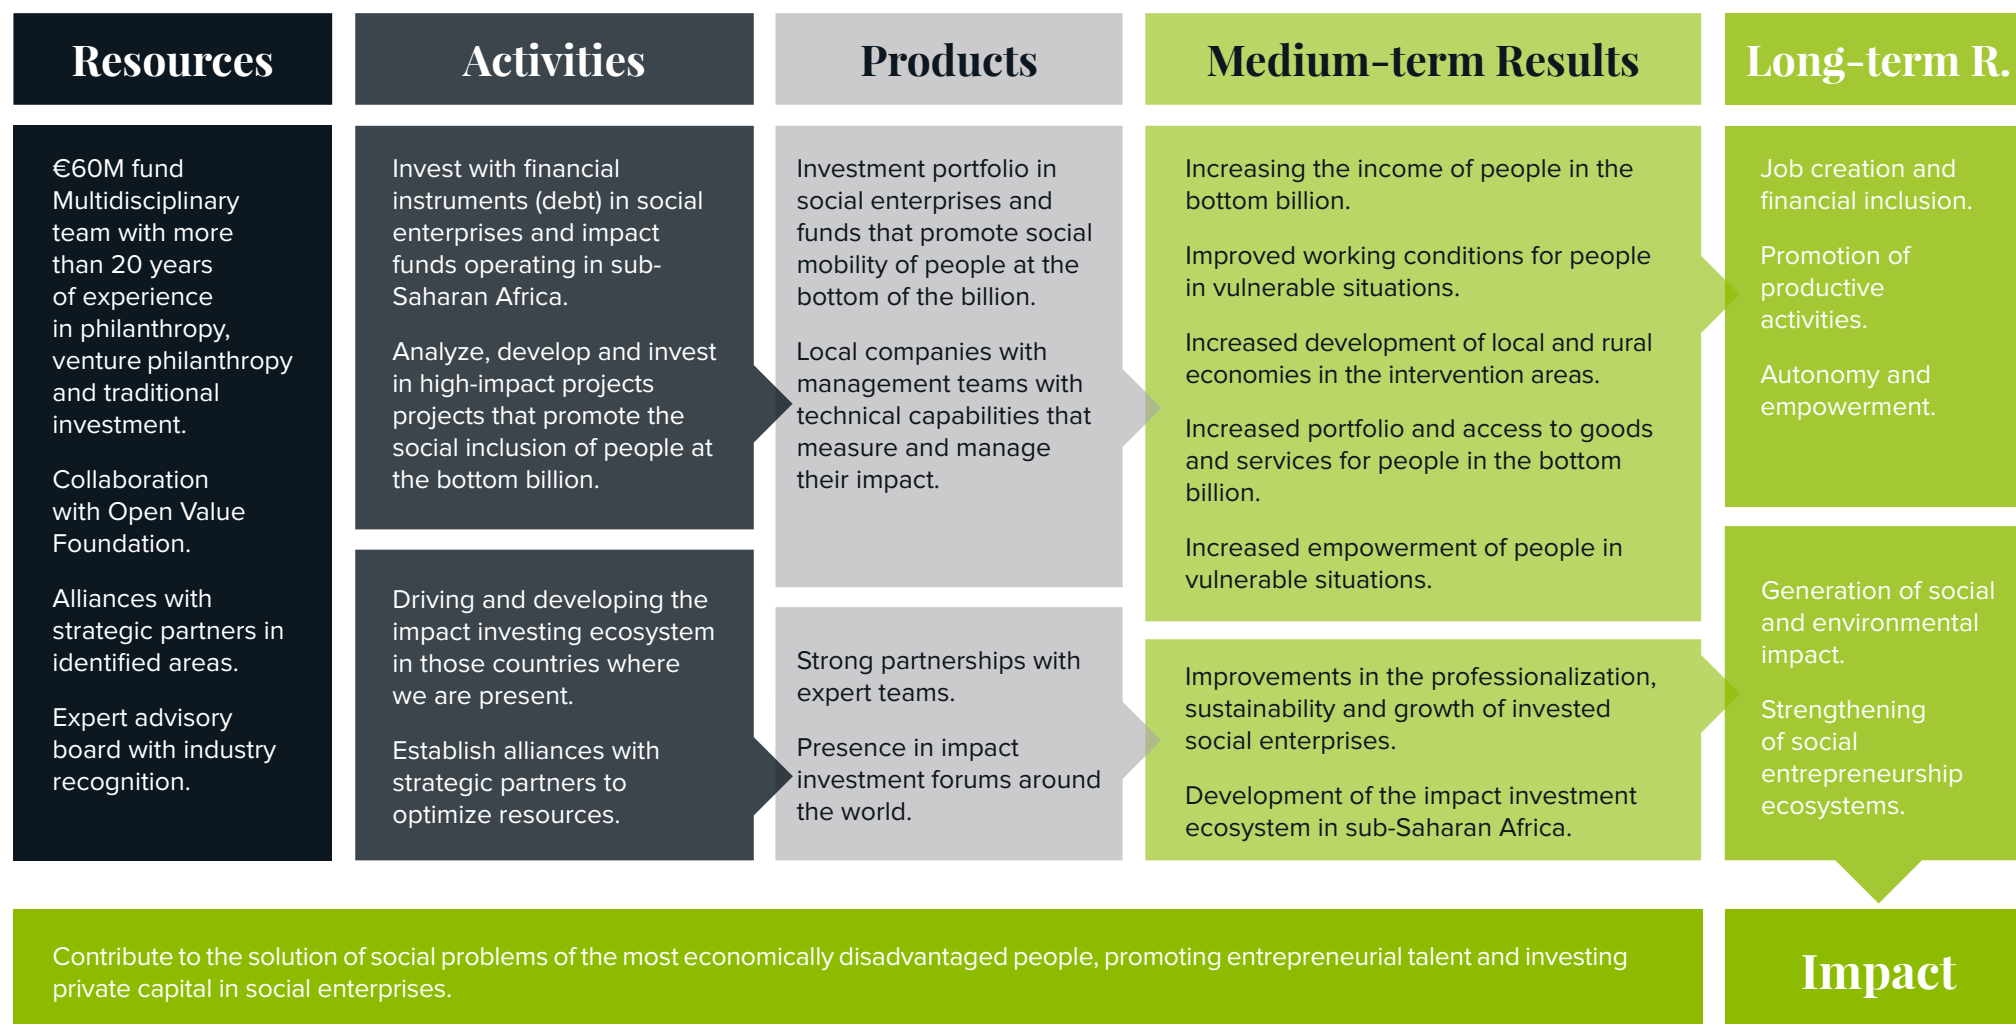 Resources
Activities
Products
Medium-term Results
Long-term R.
€60M fund
Multidisciplinary
team with more
than 20 years
of experience
in philanthropy,
venture philanthropy
and traditional
investment.
Collaboration
with Open Value
Foundation.
Alliances with
strategic partners in
identified areas.
Expert advisory
board with industry
recognition.
Invest with financial
instruments (debt) in social
enterprises and impact
funds operating in sub-
Saharan Africa.
Analyze, develop and invest
in high-impact projects
projects that promote the
social inclusion of people at
the bottom billion.
Driving and developing the
impact investing ecosystem
in those countries where
we are present.
Establish alliances with
strategic partners to
optimize resources.
Investment portfolio in
social enterprises and
funds that promote social
mobility of people at the
bottom of the billion.
Local companies with
management teams with
technical capabilities that
measure and manage
their impact.
Strong partnerships with
expert teams.
Presence in impact
investment forums around
the world.
Increasing the income of people in the
bottom billion.
Improved working conditions for people
in vulnerable situations.
Increased development of local and rural
economies in the intervention areas.
Increased portfolio and access to goods
and services for people in the bottom
billion.
Increased empowerment of people in
vulnerable situations.
Improvements in the professionalization,
sustainability and growth of invested
social enterprises.
Development of the impact investment
ecosystem in sub-Saharan Africa.
Job creation and
financial inclusion.
Promotion of
productive
activities.
Autonomy and
empowerment.
Generation of social
and environmental
impact.
Strengthening
of social
entrepreneurship
ecosystems.
Contribute to the solution of social problems of the most economically disadvantaged people, promoting entrepreneurial talent and investing
private capital in social enterprises.
Impact